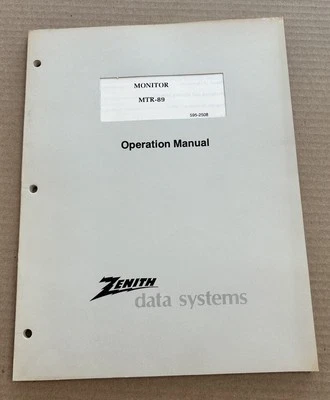 MONITOR
MTR-89
595-2508
Operation Manual
ZENITH
data systems